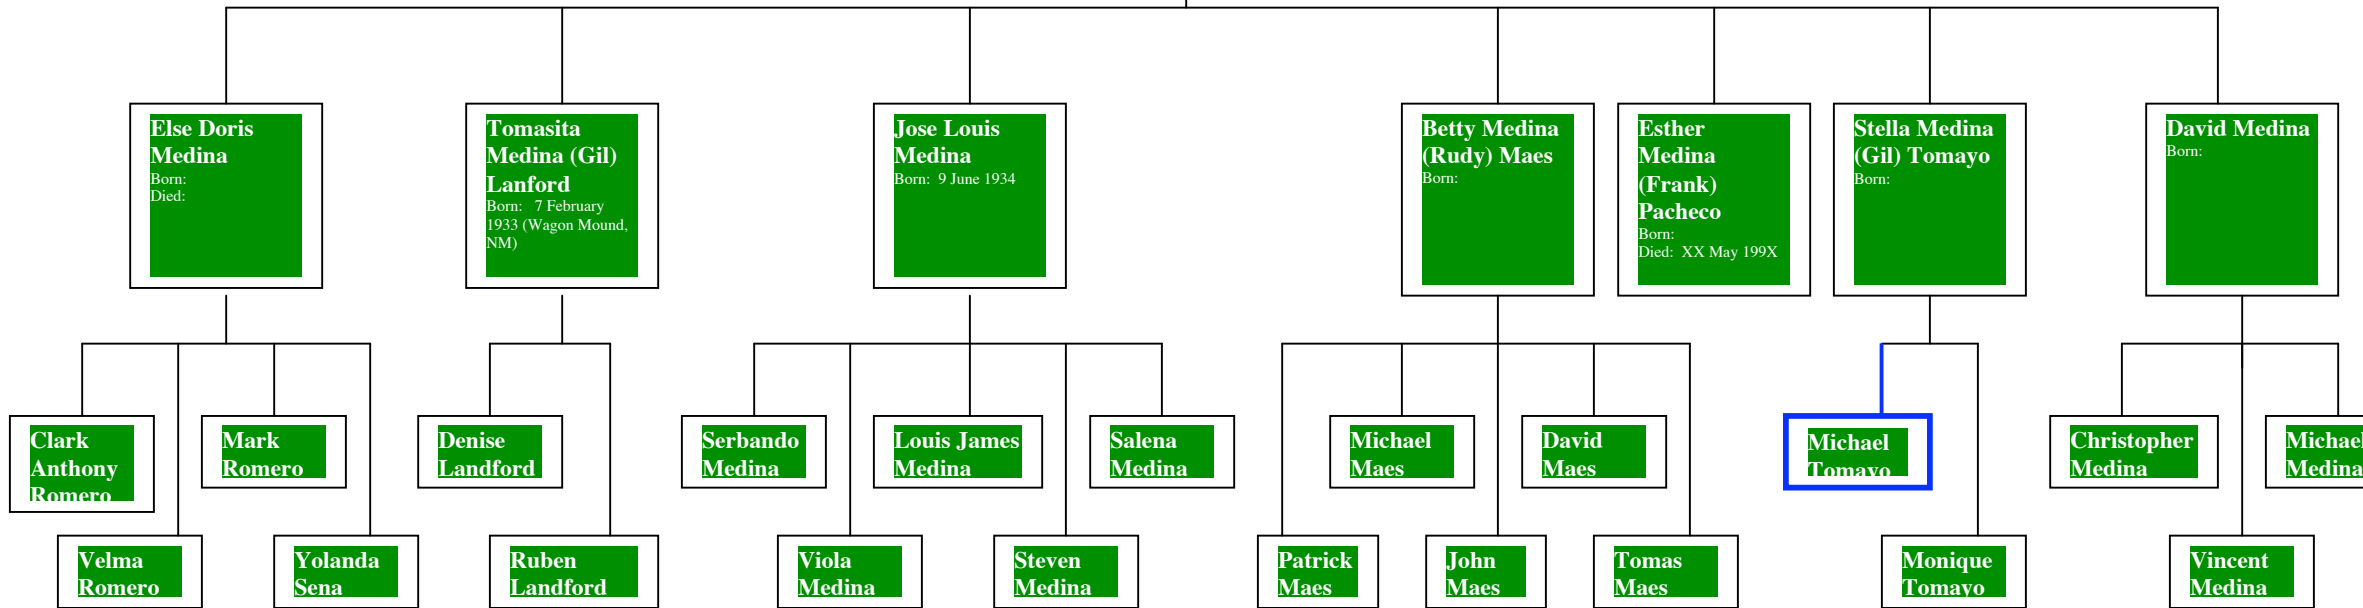 Else Doris
Medina
Born:
Died:
Tomasita
Medina (Gil)
Lanford
Born:   7 February
1933 (Wagon Mound,
NM)
Jose Louis
Medina
Born:  9 June 1934
Betty Medina
(Rudy) Maes
Born:
Esther
Medina
(Frank)
Pacheco
Born:
Died:  XX May 199X
Stella Medina
(Gil) Tomayo
Born:
David Medina
Born:
Clark
Anthony
Romero
Mark
Romero
Denise
Landford
Serbando
Medina
Louis James
Medina
Salena
Medina
Michael
Maes
David
Maes
Michael
Tomayo
Christopher
Medina
Michael
Medina
Velma
Romero
Yolanda
Sena
Ruben
Landford
Viola
Medina
Steven
Medina
Patrick
Maes
John
Maes
Tomas
Maes
Monique
Tomayo
Vincent
Medina